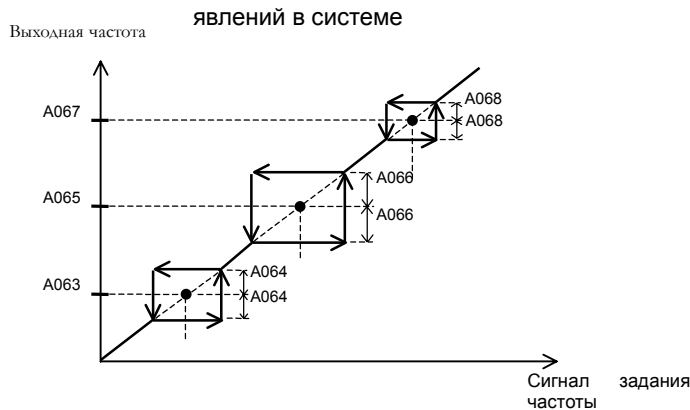 явлений в системе
Выходная частота
A067
A068
A068
A065
A066
A066
A063
A064
A064
Сигнал задания
частоты